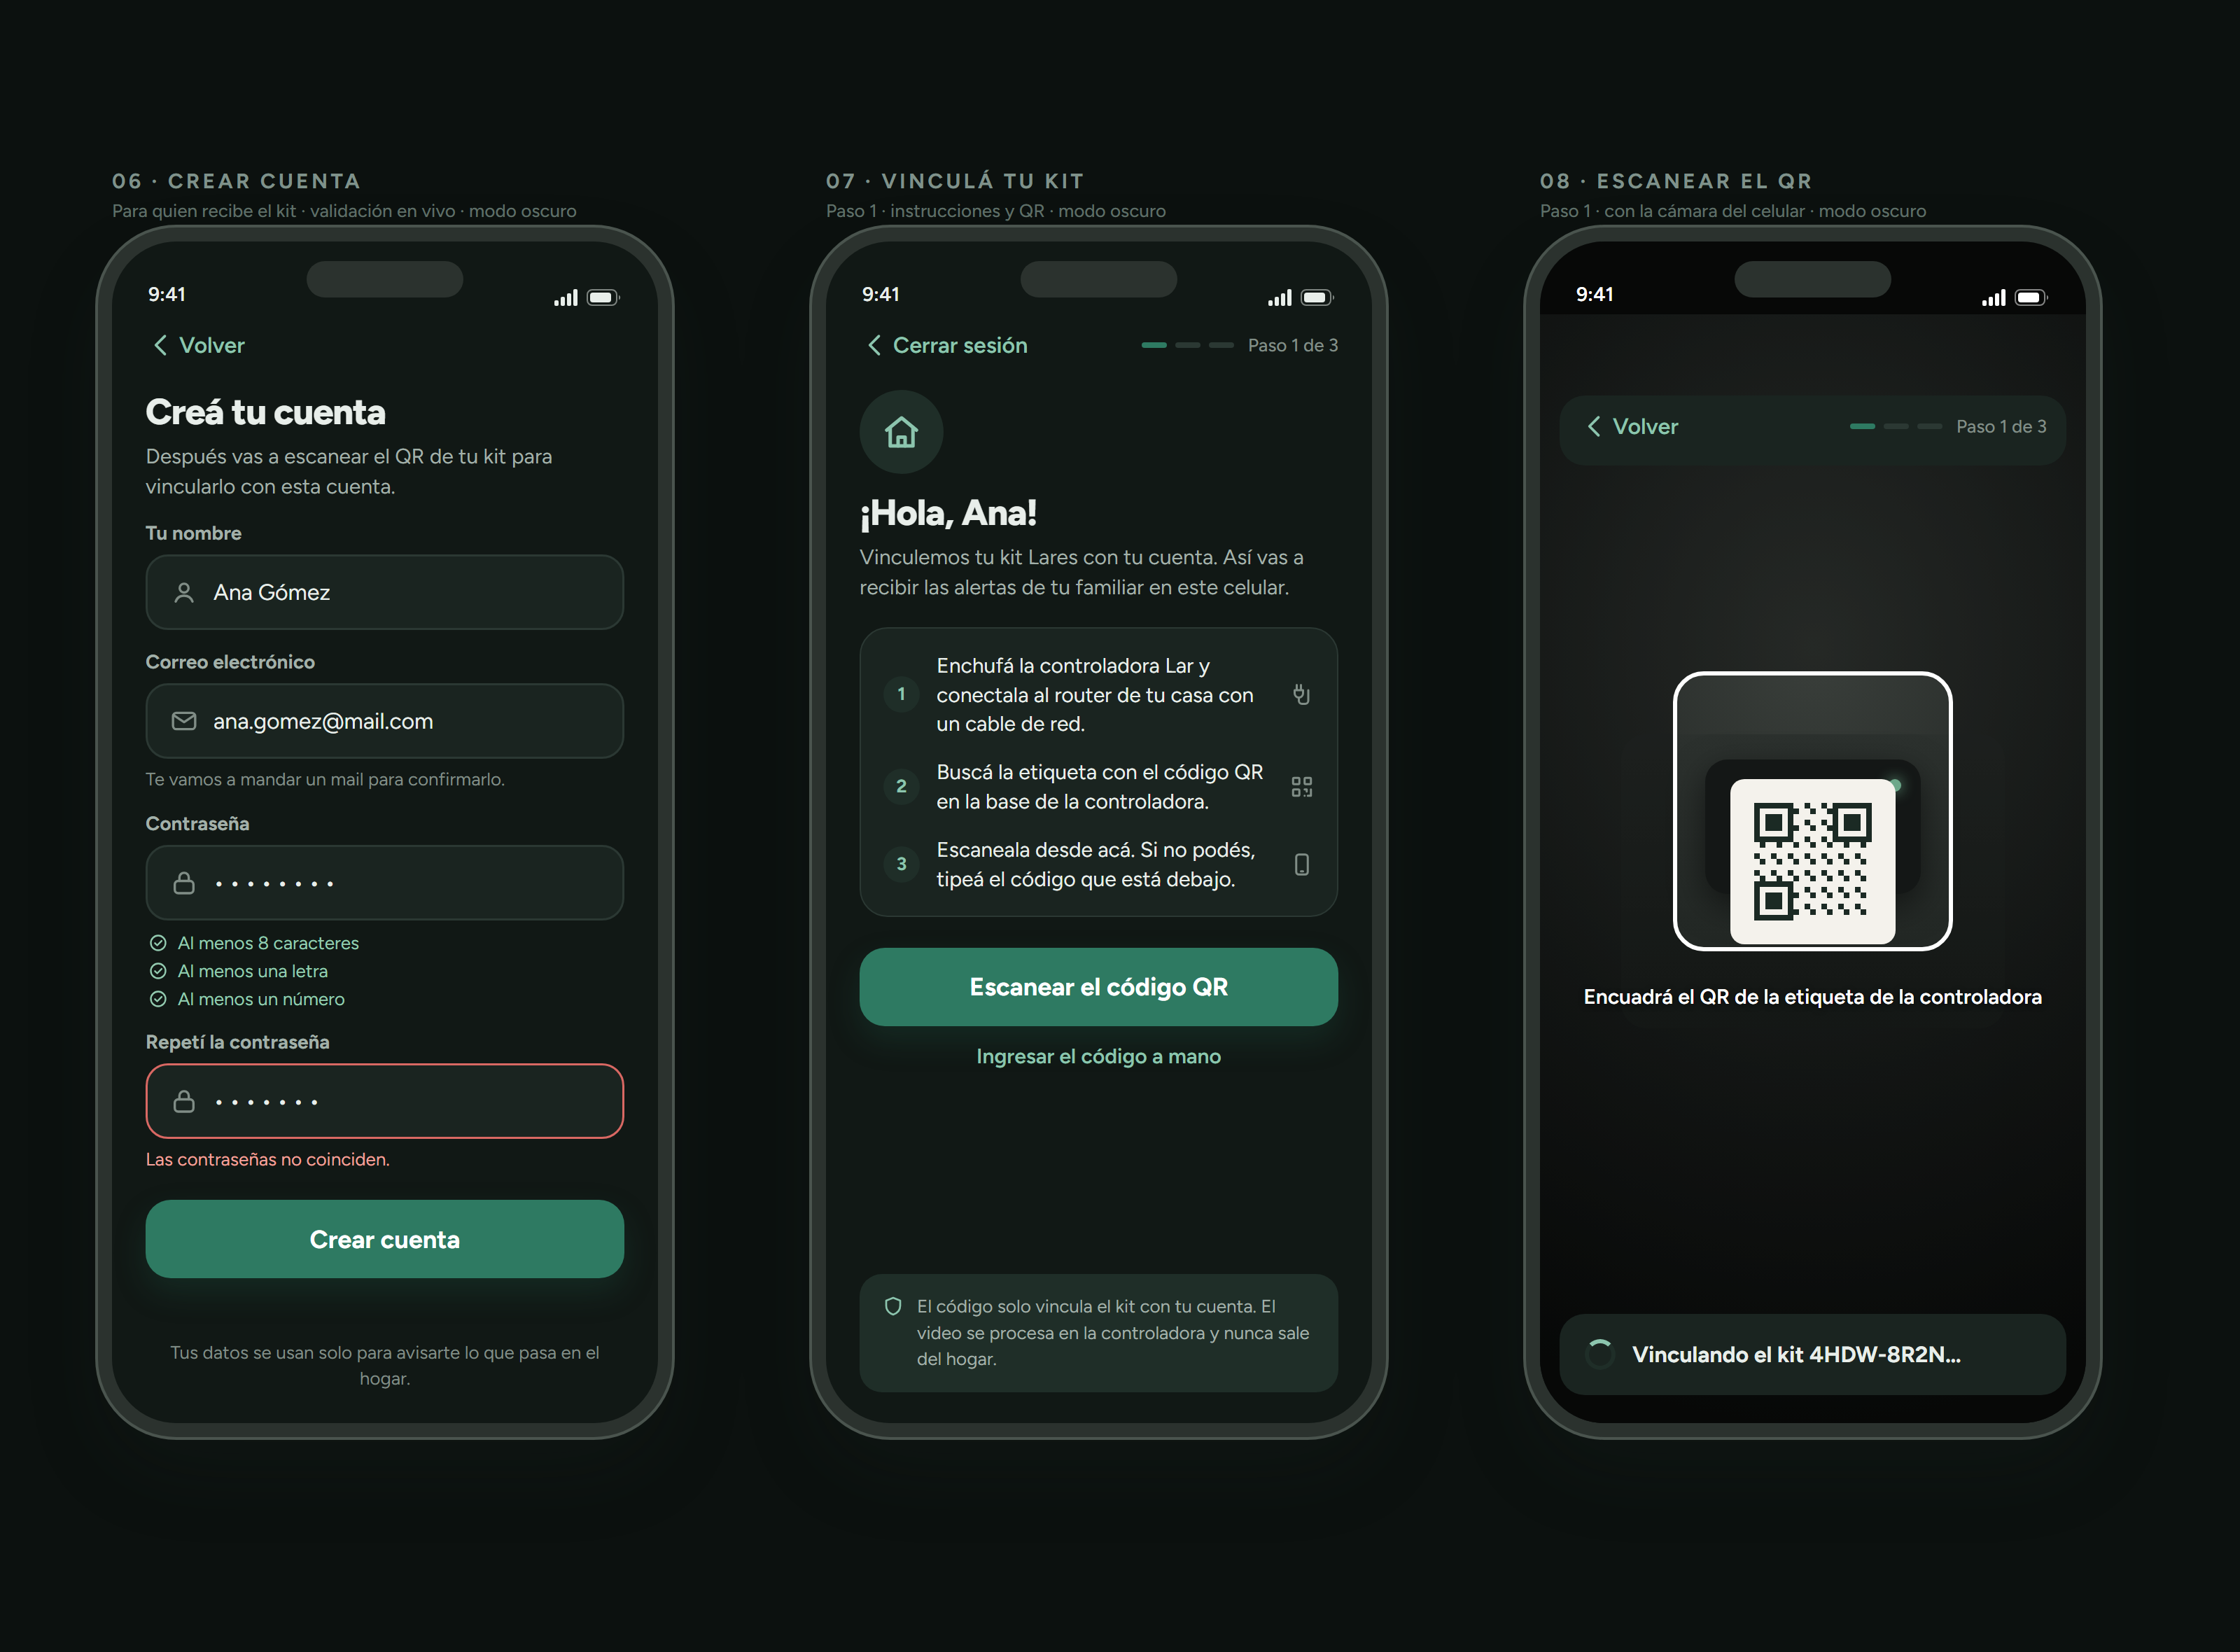 06 · CREAR CUENTA
Para quien recibe el kit · validación en vivo · modo oscuro
9:41
Volver
Creá tu cuenta
Después vas a escanear el QR de tu kit para
vincularlo con esta cuenta.
Tu nombre
Ana Gómez
Correo electrónico
ana.gomez@mail.com
Te vamos a mandar un mail para confirmarlo.
Contraseña
Al menos 8 caracteres
Al menos una letra
Al menos un número
Repetí la contraseña
Las contraseñas no coinciden.
Crear cuenta
Tus datos se usan solo para avisarte lo que pasa en el
hogar.
07 · VINCULÁ TU KIT
Paso 1 · instrucciones y QR · modo oscuro
9:41
Cerrar sesión
Paso 1 de 3
¡Hola, Ana!
Vinculemos tu kit Lares con tu cuenta. Así vas a
recibir las alertas de tu familiar en este celular.
1
Enchufá la controladora Lar y
conectala al router de tu casa con
un cable de red.
2
Buscá la etiqueta con el código QR
en la base de la controladora.
3
Escaneala desde acá. Si no podés,
tipeá el código que está debajo.
Escanear el código QR
Ingresar el código a mano
El código solo vincula el kit con tu cuenta. El
video se procesa en la controladora y nunca sale
del hogar.
08 · ESCANEAR EL QR
Paso 1 · con la cámara del celular · modo oscuro
9:41
Volver
Paso 1 de 3
Encuadrá el QR de la etiqueta de la controladora
Vinculando el kit 4HDW-8R2N...